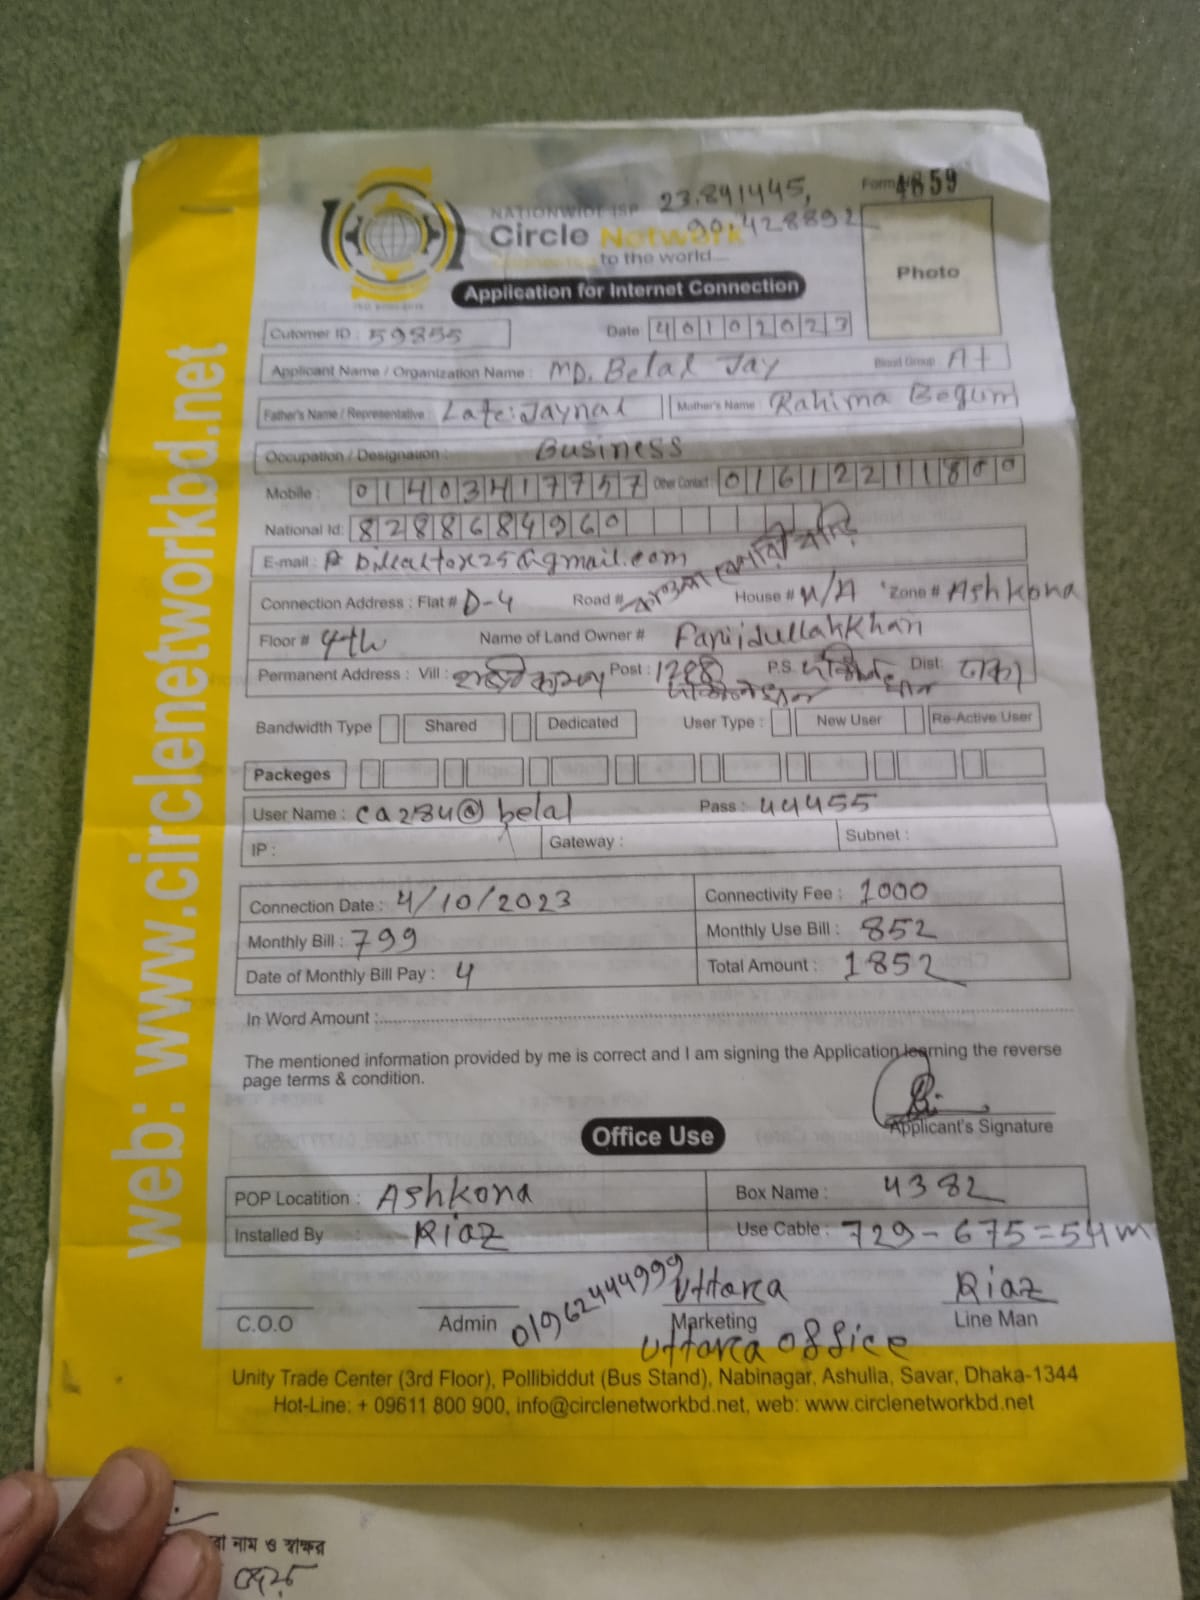 Form 4859
23.891445,
90.428892
NATIONWIDE ISP
Circle Network
to the world....
Photo
Application for Internet Connection
Cutomer ID : 59855 Date 4 0 1 0 2 0 2 3
Applicant Name / Organization Name : MD. Belal Jay Blood Group A+
Father's Name / Representative : Late: Jaynal Mother's Name : Rahima Begum
Occupation / Designation : Business
Mobile : 0 1 4 0 3 4 1 7 7 5 7 Other Contact : 0 1 6 1 2 2 1 1 8 0 0
National Id: 8 2 8 8 6 8 4 9 6 0
E-mail : @gmail.com
Connection Address : Flat # D-4 Road # House # N/A Zone # Ashkona
Floor # 4th Name of Land Owner # Faridullah Khan
Permanent Address : Vill : Post : P.S. Dist: ঢাকা
Bandwidth Type Shared Dedicated User Type : New User Re-Active User
Packeges
User Name : ca284@belal Pass : 44455
IP : Gateway : Subnet :
Connection Date : 4/10/2023 Connectivity Fee : 1000
Monthly Bill : 799 Monthly Use Bill : 852
Date of Monthly Bill Pay : 4 Total Amount : 1852
In Word Amount :
The mentioned information provided by me is correct and I am signing the Application learning the reverse
page terms & condition.
Applicant's Signature
Office Use
POP Locatition : Ashkona Box Name : 4382
Installed By : Riaz Use Cable : 729 - 675 = 54m
01962444999 Uttara Riaz
C.O.O Admin Marketing Line Man
Uttara office
Unity Trade Center (3rd Floor), Pollibiddut (Bus Stand), Nabinagar, Ashulia, Savar, Dhaka-1344
Hot-Line: + 09611 800 900, info@circlenetworkbd.net, web: www.circlenetworkbd.net
web: www.circlenetworkbd.net
নাম ও স্বাক্ষর